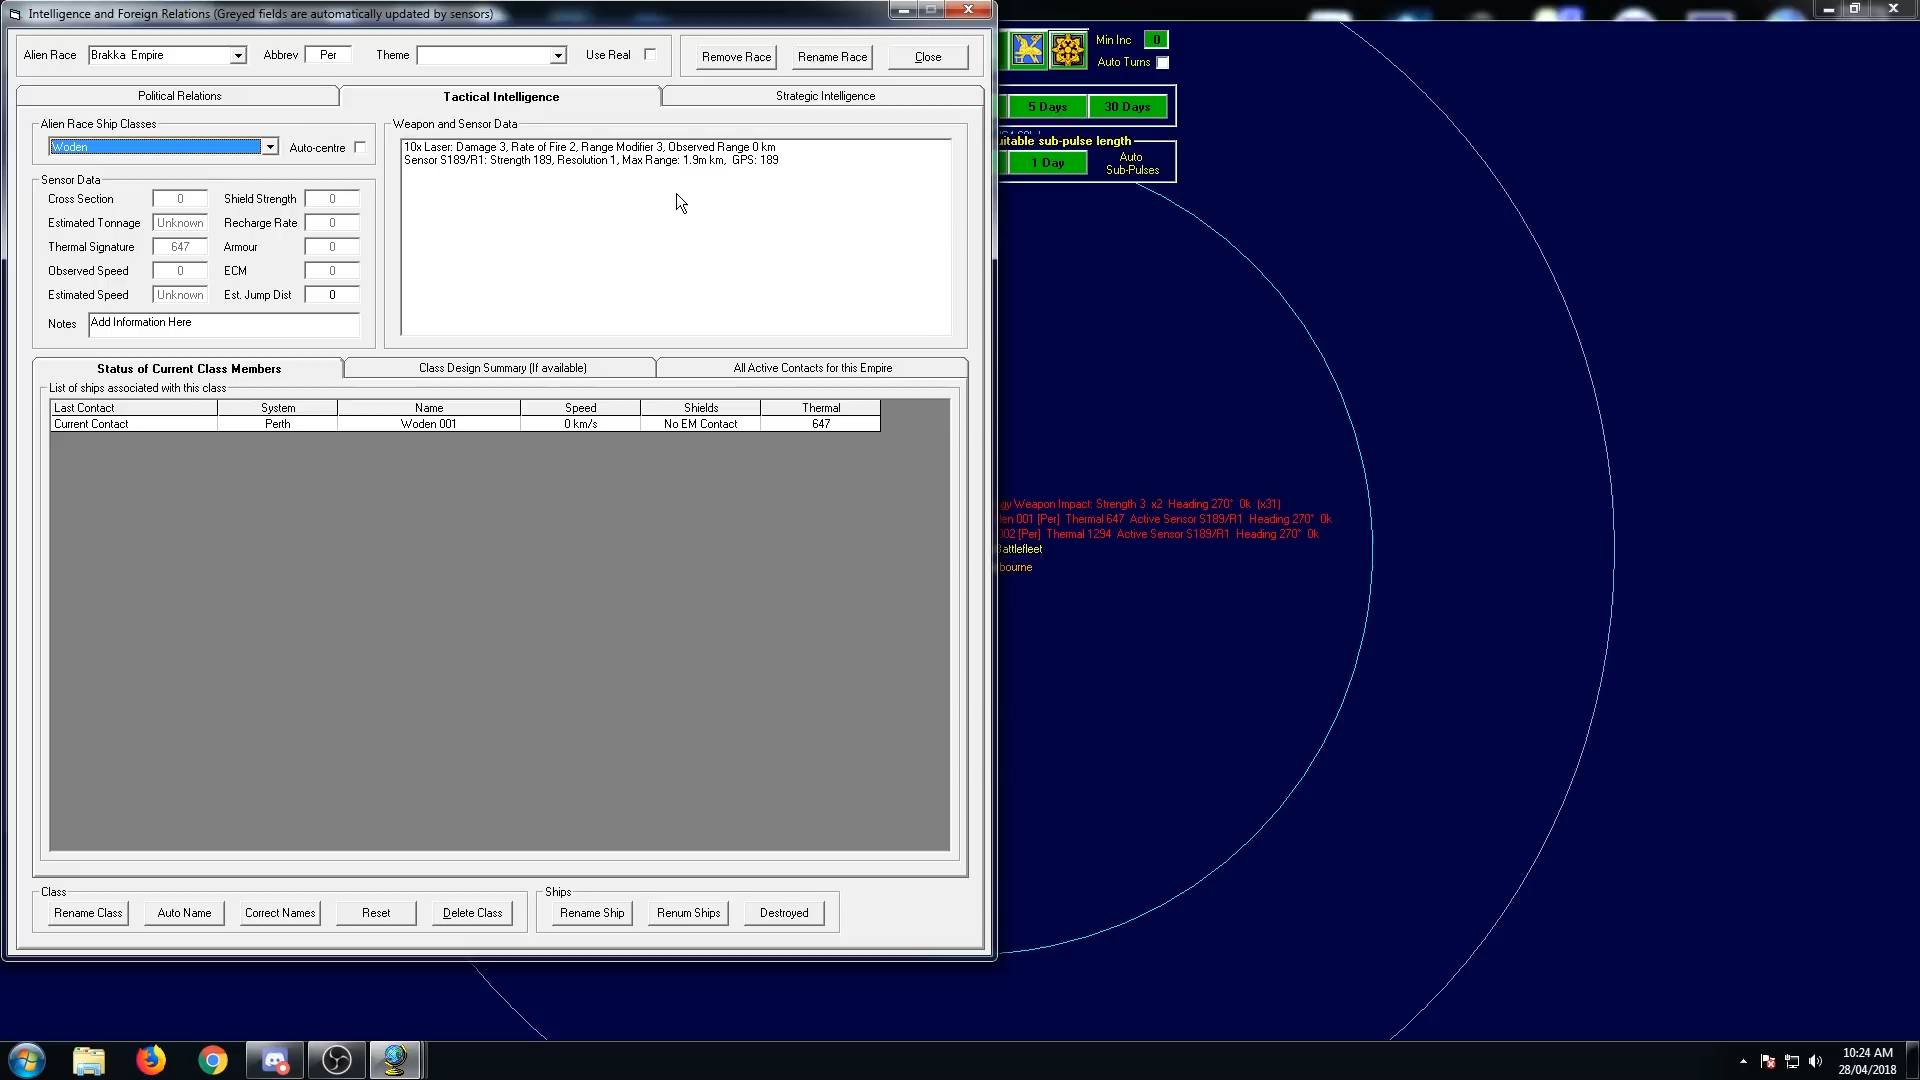 Intelligence and Foreign Relations (Greyed fields are automatically updated by sensors)
Alien Race Brakka Empire Abbrev Per Theme Use Real Remove Race Rename Race Close
Min Inc 0
Auto Turns
Political Relations Tactical Intelligence Strategic Intelligence
5 Days 30 Days
Alien Race Ship Classes
Woden Auto-centre
Weapon and Sensor Data
10x Laser: Damage 3, Rate of Fire 2, Range Modifier 3, Observed Range 0 km
Sensor S189/R1: Strength 189, Resolution 1, Max Range: 1.9m km, GPS: 189
uitable sub-pulse length
1 Day Auto
Sub-Pulses
Sensor Data
Cross Section 0 Shield Strength 0
Estimated Tonnage Unknown Recharge Rate 0
Thermal Signature 647 Armour 0
Observed Speed 0 ECM 0
Estimated Speed Unknown Est. Jump Dist 0
Notes Add Information Here
Status of Current Class Members Class Design Summary (If available) All Active Contacts for this Empire
List of ships associated with this class
Last Contact System Name Speed Shields Thermal
Current Contact Perth Woden 001 0 km/s No EM Contact 647
gy Weapon Impact: Strength 3 x2 Heading 270° 0k (x31)
en 001 [Per] Thermal 647 Active Sensor S189/R1 Heading 270° 0k
002 [Per] Thermal 1294 Active Sensor S189/R1 Heading 270° 0k
Battlefleet
bourne
Class
Rename Class Auto Name Correct Names Reset Delete Class
Ships
Rename Ship Renum Ships Destroyed
10:24 AM
28/04/2018